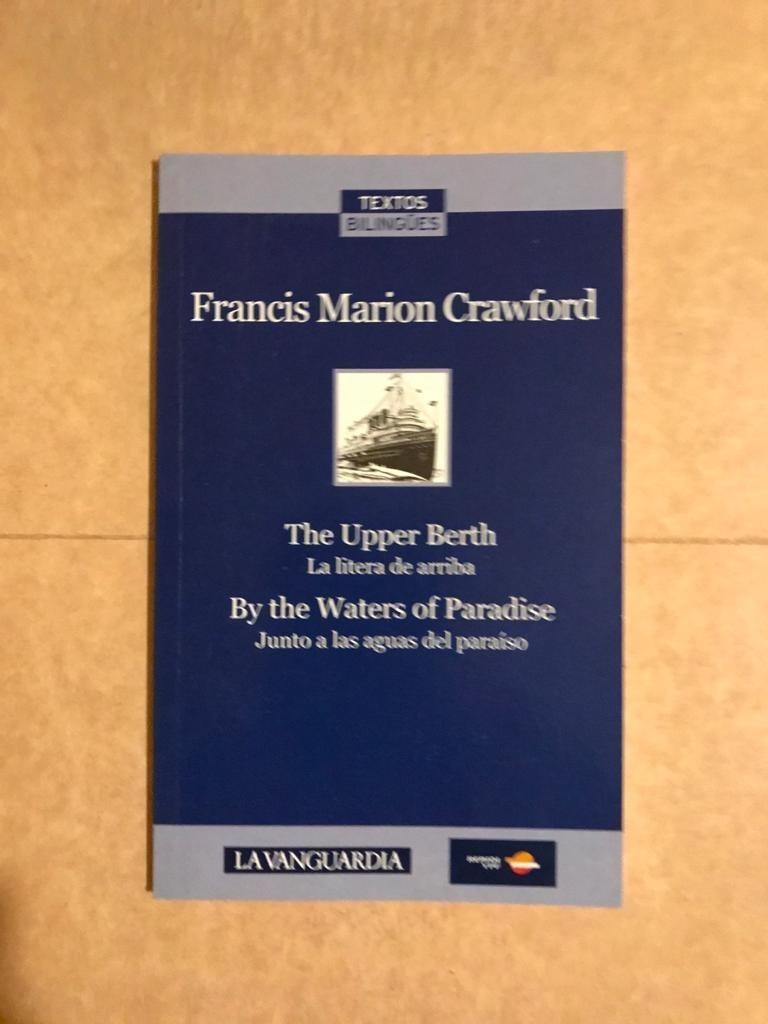 TEXTOS
BILINGÜES
Francis Marion Crawford
The Upper Berth
La litera de arriba
By the Waters of Paradise
Junto a las aguas del paraíso
LA VANGUARDIA